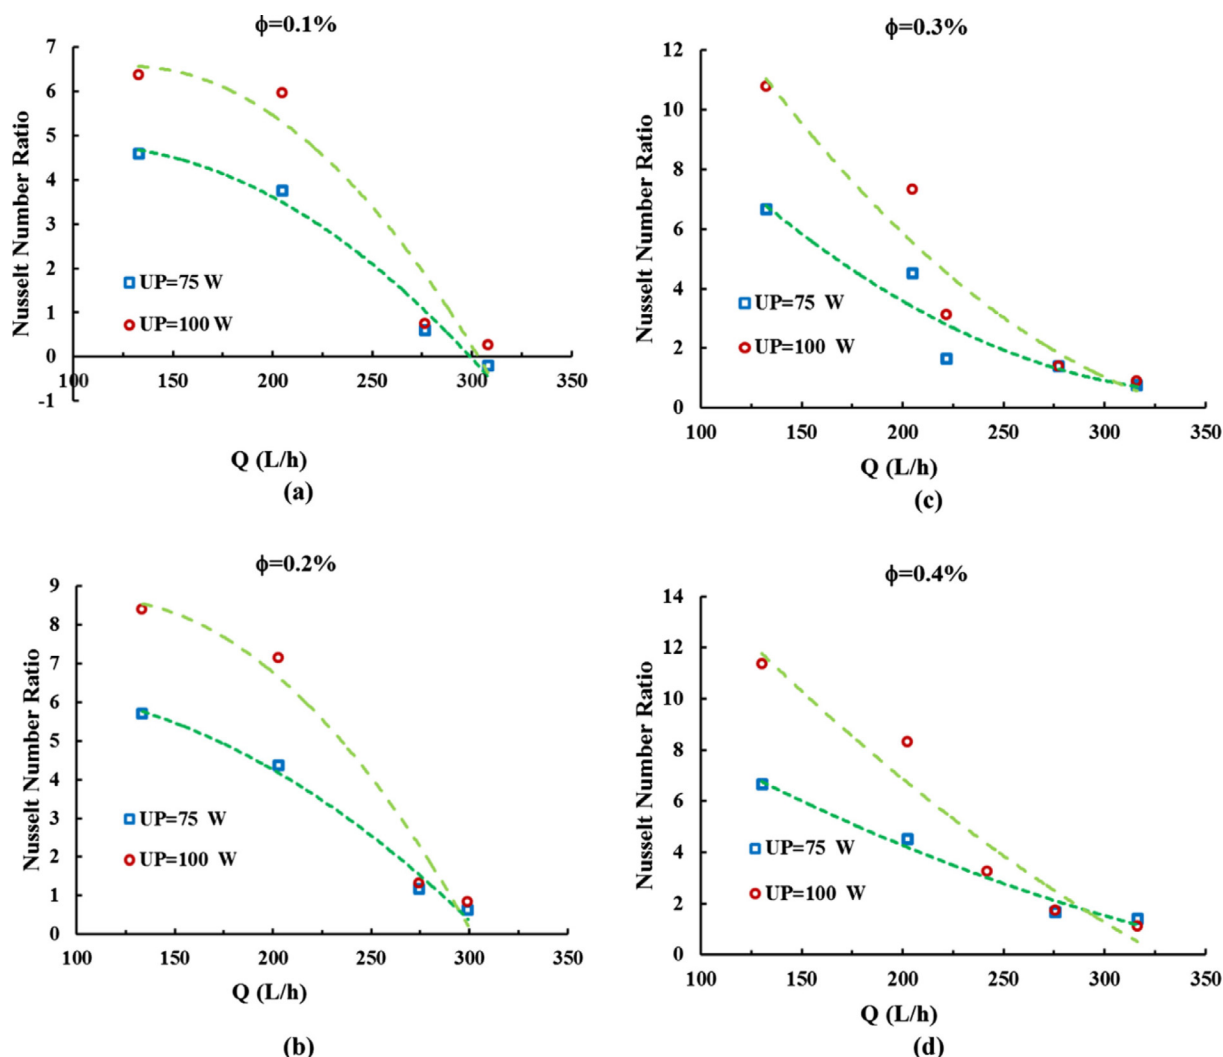 ϕ=0.1%
Nusselt Number Ratio
7
6
5
4
3
2
1
0
-1
UP=75 W
UP=100 W
100 150 200 250 300 350
Q (L/h)
(a)
ϕ=0.3%
Nusselt Number Ratio
12
10
8
6
4
2
0
UP=75 W
UP=100 W
100 150 200 250 300 350
Q (L/h)
(c)
ϕ=0.2%
Nusselt Number Ratio
9
8
7
6
5
4
3
2
1
0
UP=75 W
UP=100 W
100 150 200 250 300 350
Q (L/h)
(b)
ϕ=0.4%
Nusselt Number Ratio
14
12
10
8
6
4
2
0
UP=75 W
UP=100 W
100 150 200 250 300 350
Q (L/h)
(d)